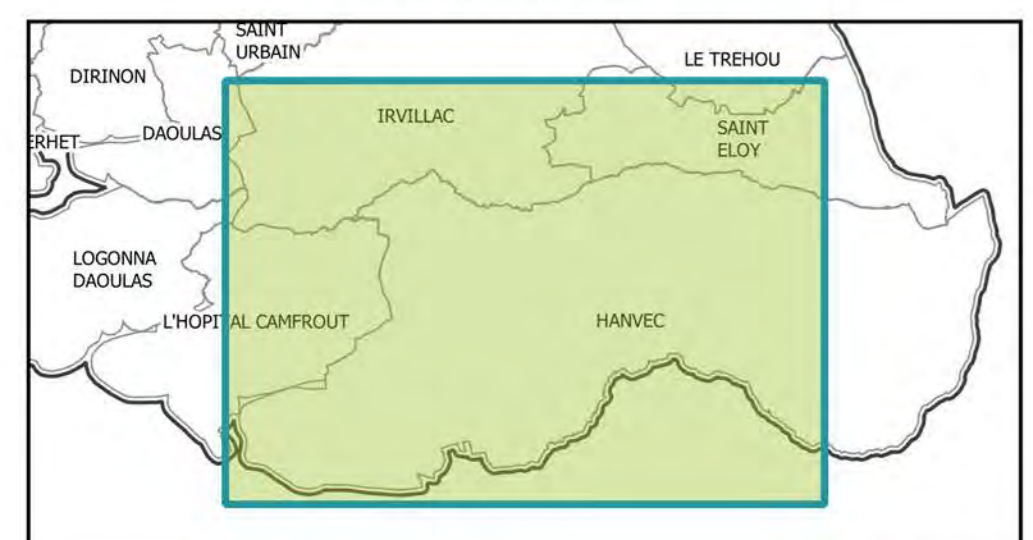 SAINT
URBAIN
LE TREHOU
DIRINON
IRVILLAC
DAOULAS
SAINT
ELOY
ERHET
LOGONNA
DAOULAS
L'HOPITAL CAMFROUT
HANVEC